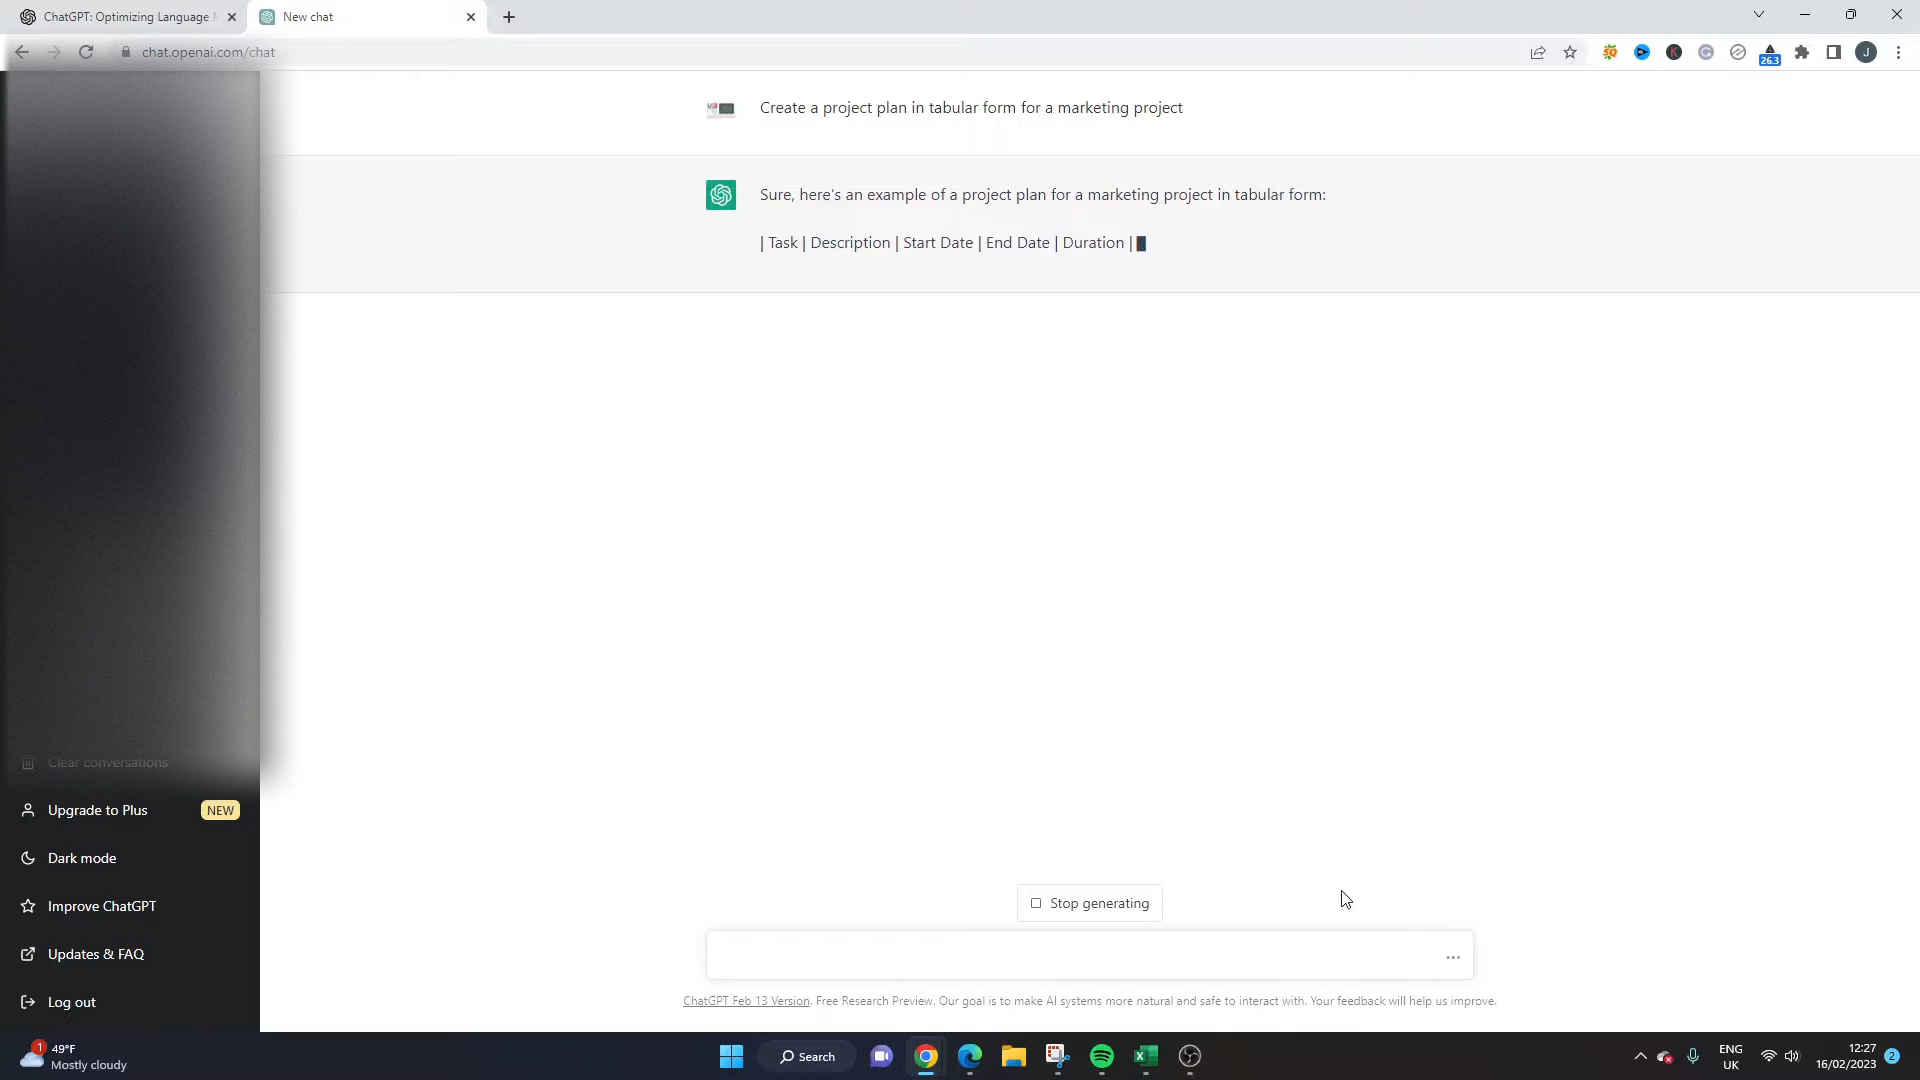 ChatGPT: Optimizing Language
New chat
chat.openai.com/chat
26.3
J
Create a project plan in tabular form for a marketing project
Sure, here's an example of a project plan for a marketing project in tabular form:
| Task | Description | Start Date | End Date | Duration |
Clear conversations
Upgrade to Plus NEW
Dark mode
Improve ChatGPT
Updates & FAQ
Log out
Stop generating
ChatGPT Feb 13 Version. Free Research Preview. Our goal is to make AI systems more natural and safe to interact with. Your feedback will help us improve.
1
49°F
Mostly cloudy
Search
ENG
UK
12:27
16/02/2023
2